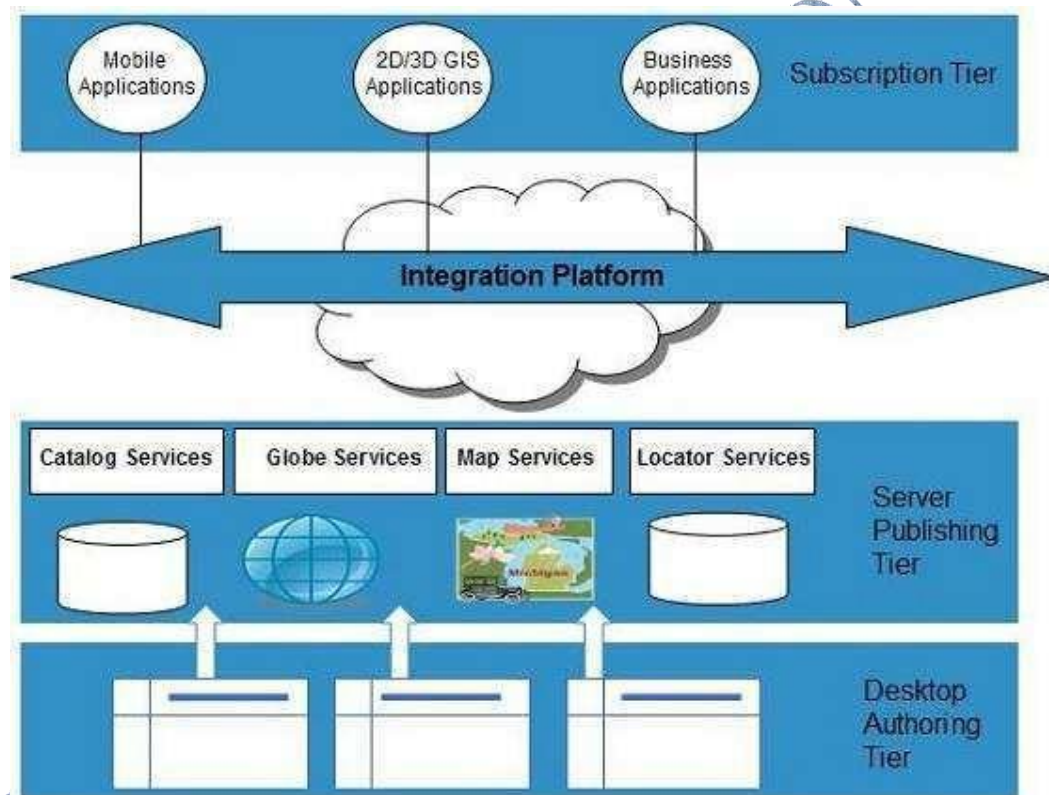 Mobile
Applications
2D/3D GIS
Applications
Business
Applications
Subscription Tier
Integration Platform
Catalog Services
Globe Services
Map Services
Locator Services
Server
Publishing
Tier
Desktop
Authoring
Tier